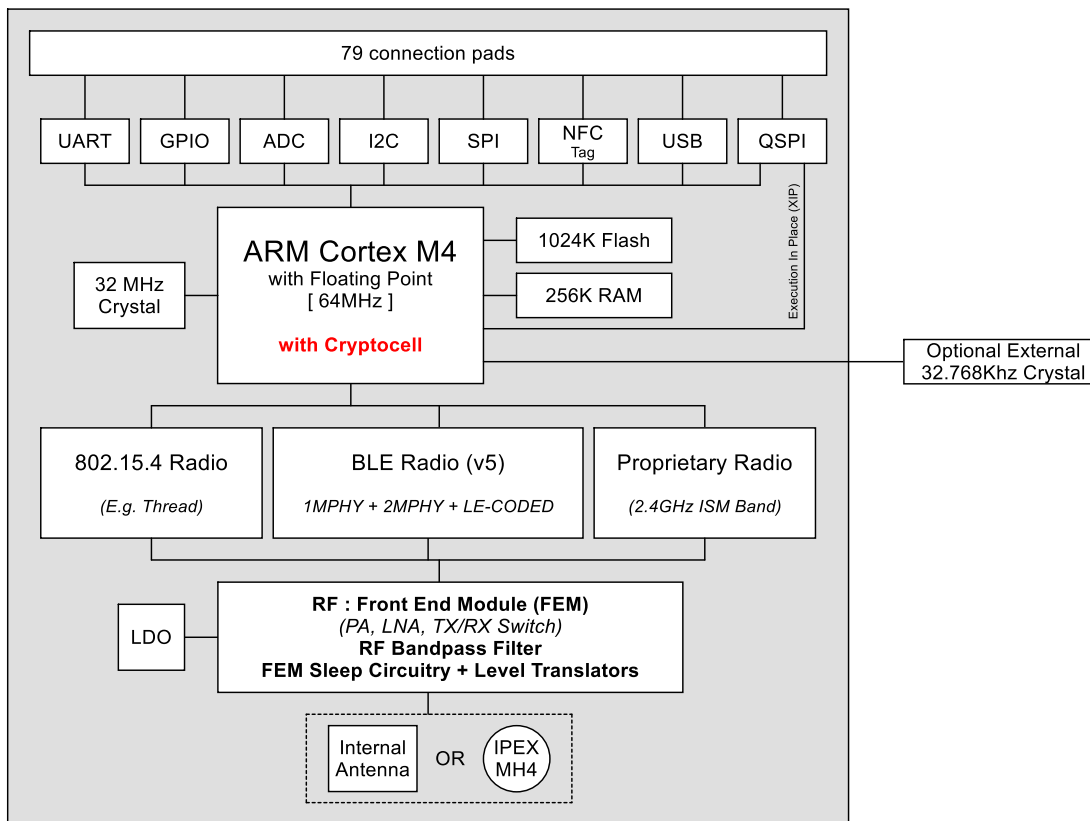 79 connection pads
UART
GPIO
ADC
I2C
SPI
NFC
Tag
USB
QSPI
Execution In Place (XIP)
ARM Cortex M4
with Floating Point
[ 64MHz ]
with Cryptocell
1024K Flash
256K RAM
32 MHz
Crystal
Optional External
32.768Khz Crystal
802.15.4 Radio
(E.g. Thread)
BLE Radio (v5)
1MPHY + 2MPHY + LE-CODED
Proprietary Radio
(2.4GHz ISM Band)
LDO
RF : Front End Module (FEM)
(PA, LNA, TX/RX Switch)
RF Bandpass Filter
FEM Sleep Circuitry + Level Translators
Internal
Antenna
OR
IPEX
MH4